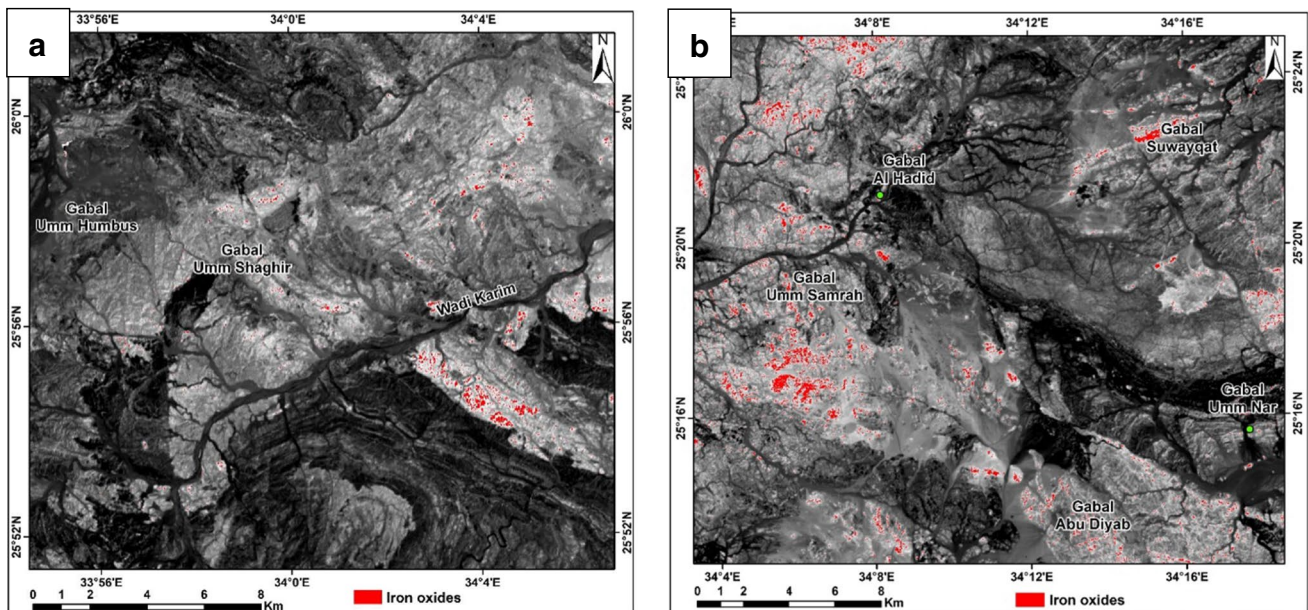 a
33°56'E
34°0'E
34°4'E
N
26°0'N
26°0'N
Gabal
Umm Humbus
Gabal
Umm Shaghir
Wadi Karim
25°56'N
25°56'N
25°52'N
25°52'N
33°56'E
34°0'E
34°4'E
0 1 2 4 6 8
Km
Iron oxides
b
E
34°8'E
34°12'E
34°16'E
N
25°2
25°24'N
Gabal
Suwayqat
Gabal
Al Hadid
25°20'N
25°20'N
Gabal
Umm Samrah
25°16'N
25°16'N
Gabal
Umm Nar
Gabal
Abu Diyab
34°4'E
34°8'E
34°12'E
34°16'E
0 1 2 4 6 8
Km
Iron oxides